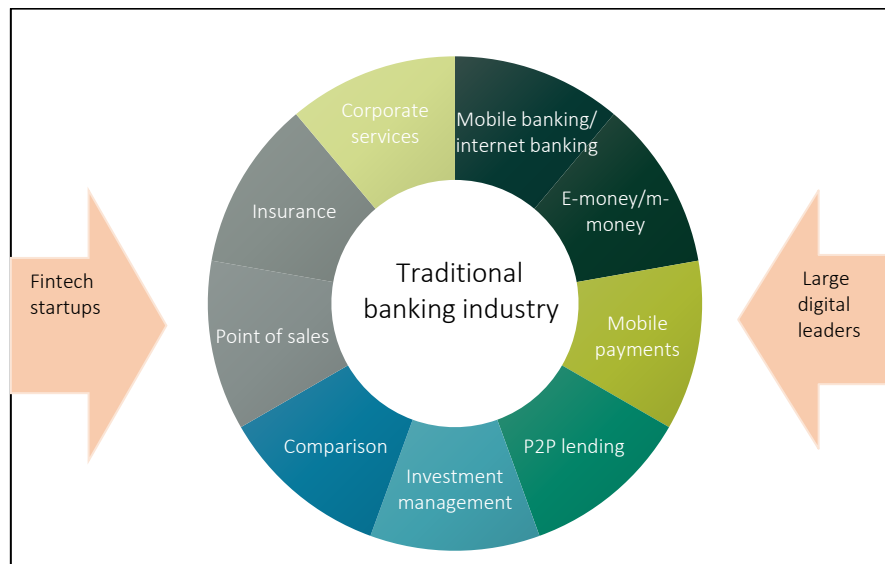 Corporate
services
Mobile banking/
internet banking
E-money/m-
money
Mobile
payments
P2P lending
Investment
management
Comparison
Point of sales
Insurance
Traditional
banking industry
Fintech
startups
Large
digital
leaders